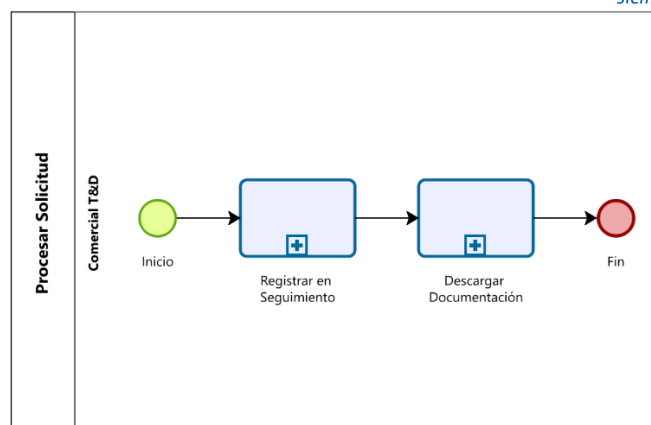 Procesar Solicitud
Comercial T&D
Inicio
Registrar en
Seguimiento
Descargar
Documentación
Fin